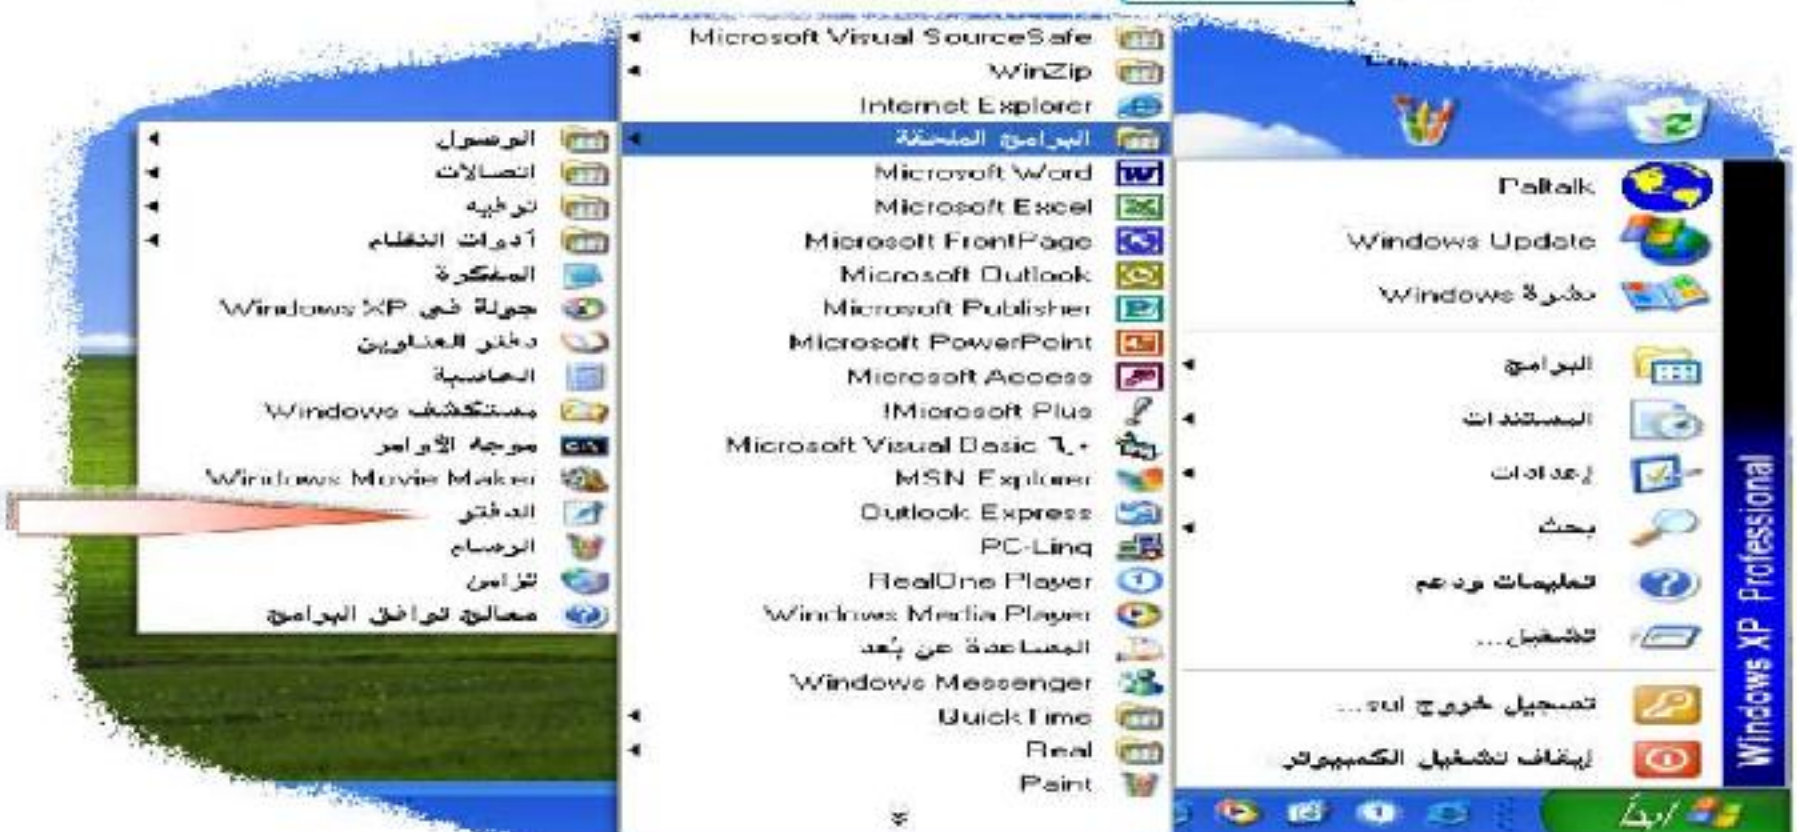 Paltalk
Windows Update
نشرة Windows
البرامج
المستندات
إعدادات
بحث
تعليمات ودعم
تشغيل...
تسجيل خروج sul...
إيقاف تشغيل الكمبيوتر
Windows XP Professional
ابدأ
Microsoft Visual SourceSafe
WinZip
Internet Explorer
البرامج الملحقة
Microsoft Word
Microsoft Excel
Microsoft FrontPage
Microsoft Outlook
Microsoft Publisher
Microsoft PowerPoint
Microsoft Access
!Microsoft Plus
Microsoft Visual Basic ٦.٠
MSN Explorer
Outlook Express
PC-Linq
RealOne Player
Windows Media Player
المساعدة عن بُعد
Windows Messenger
QuickTime
Real
Paint
الوصول
اتصالات
ترفيه
أدوات النظام
المفكرة
جولة في Windows XP
دفتر العناوين
الحاسبة
مستكشف Windows
موجه الأوامر
Windows Movie Maker
الدفتر
الرسام
تزامن
معالج توافق البرامج